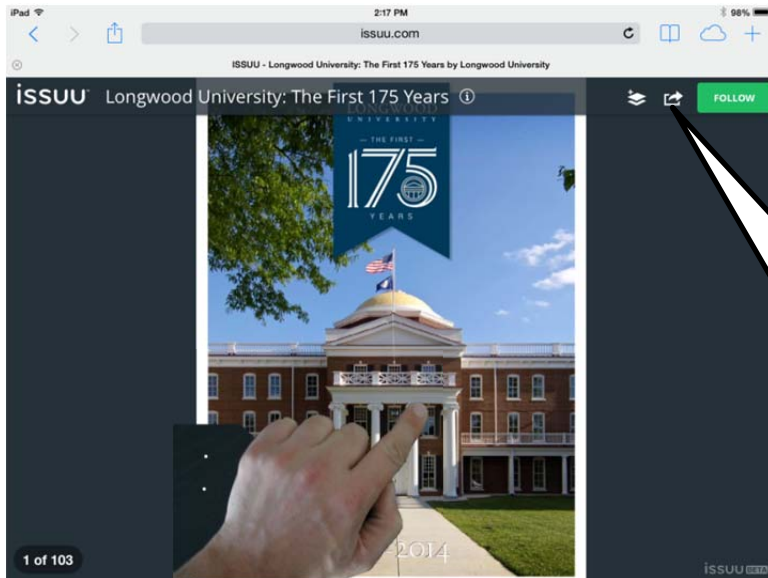 iPad
2:17 PM
98%
issuu.com
ISSUU - Longwood University: The First 175 Years by Longwood University
issuu Longwood University: The First 175 Years
FOLLOW
LONGWOOD
UNIVERSITY
— THE FIRST —
175
YEARS
-2014
1 of 103
issuu BETA